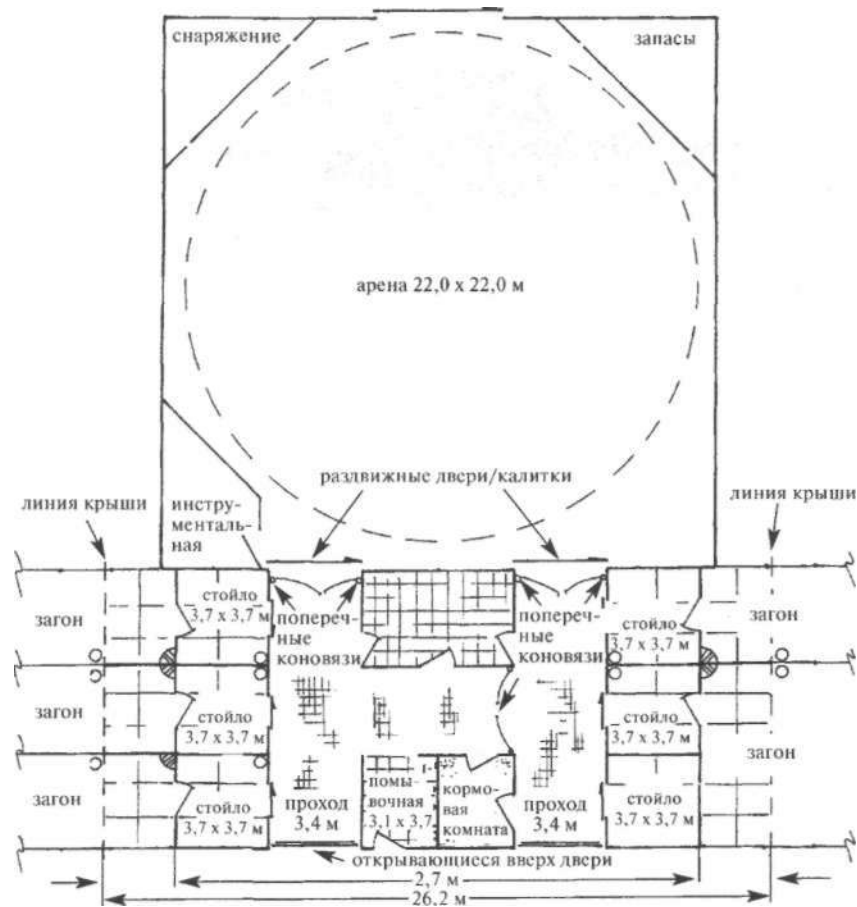 снаряжение
запасы
арена 22,0 x 22,0 м
раздвижные двери/калитки
линия крыши
линия крыши
инстру-
ментальь-
ная
стойло
3,7 x 3,7 м
попереч-
ные
коновязи
попереч-
ные
коновязи
стойло
3,7 x 3,7 м
загон
загон
загон
стойло
3,7 x 3,7 м
стойло
3,7 x 3,7 м
загон
загон
стойло
3,7 x 3,7 м
проход
3,4 м
помы-
вочная
3,1 x 3,7
кормо-
вая
комната
проход
3,4 м
стойло
3,7 x 3,7 м
открывающиеся вверх двери
2,7 м
26,2 м